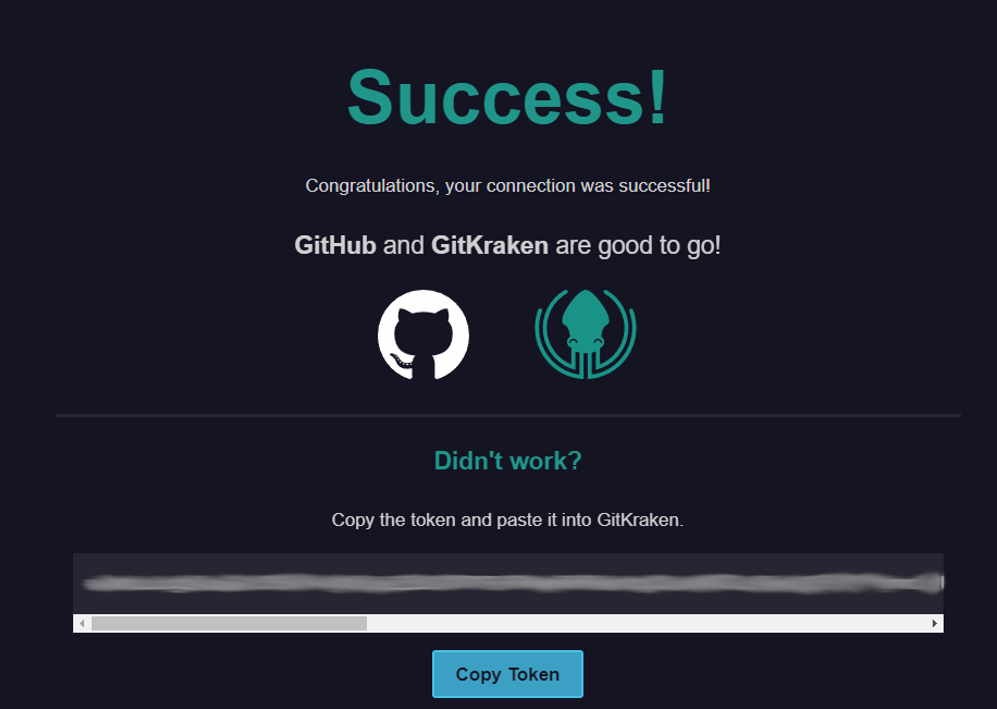 Success!
Congratulations, your connection was successful!
GitHub and GitKraken are good to go!
Didn't work?
Copy the token and paste it into GitKraken.
Copy Token